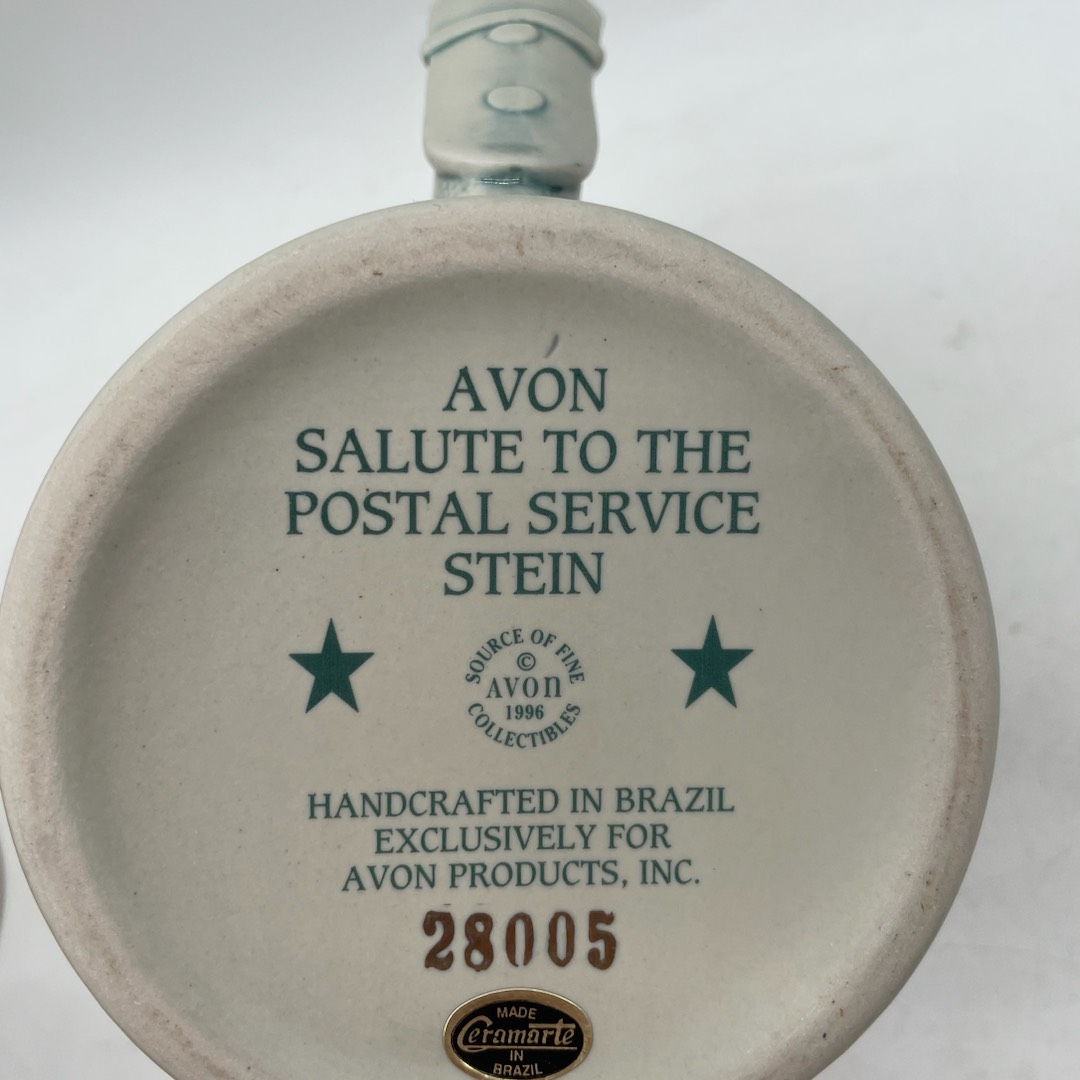 AVON
SALUTE TO THE
POSTAL SERVICE
STEIN
SOURCE OF FINE
©
AVON
1996
COLLECTIBLES
HANDCRAFTED IN BRAZIL
EXCLUSIVELY FOR
AVON PRODUCTS, INC.
28005
MADE
Ceramarte
IN
BRAZIL